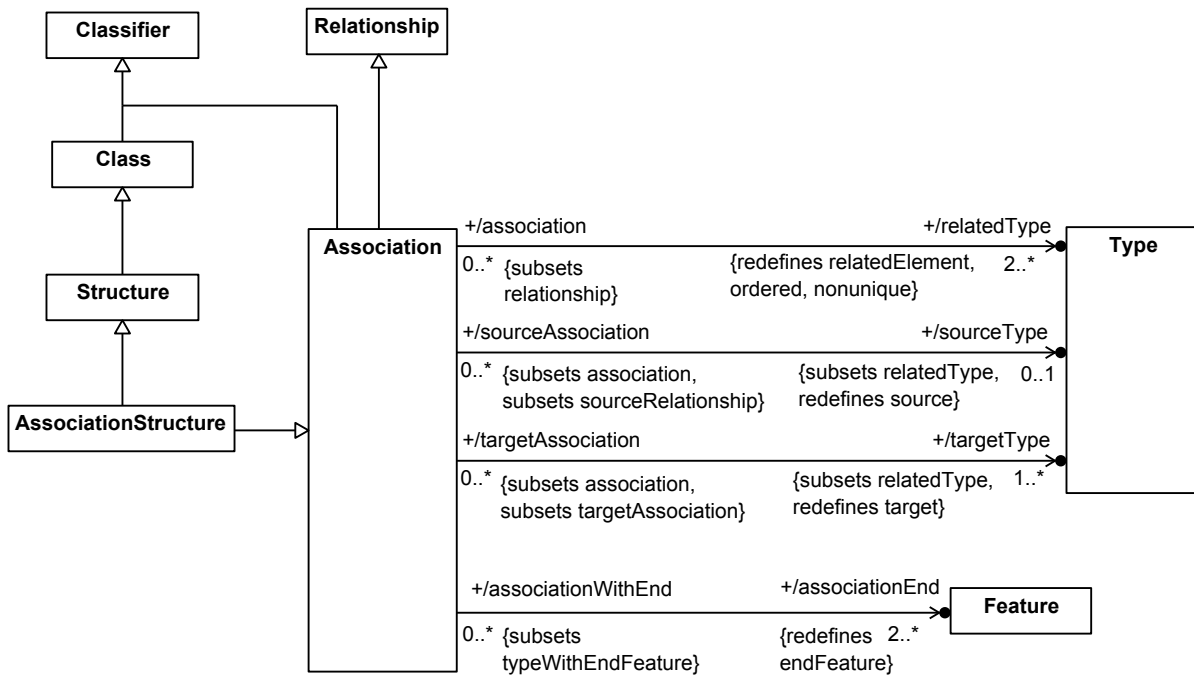 Classifier
Relationship
Class
Structure
AssociationStructure
Association
+/association
+/relatedType
0..*
{subsets
relationship}
{redefines relatedElement,
ordered, nonunique}
2..*
Type
+/sourceAssociation
+/sourceType
0..*
{subsets association,
subsets sourceRelationship}
{subsets relatedType,
redefines source}
0..1
+/targetAssociation
+/targetType
0..*
{subsets association,
subsets targetAssociation}
{subsets relatedType,
redefines target}
1..*
+/associationWithEnd
+/associationEnd
0..*
{subsets
typeWithEndFeature}
{redefines
endFeature}
2..*
Feature